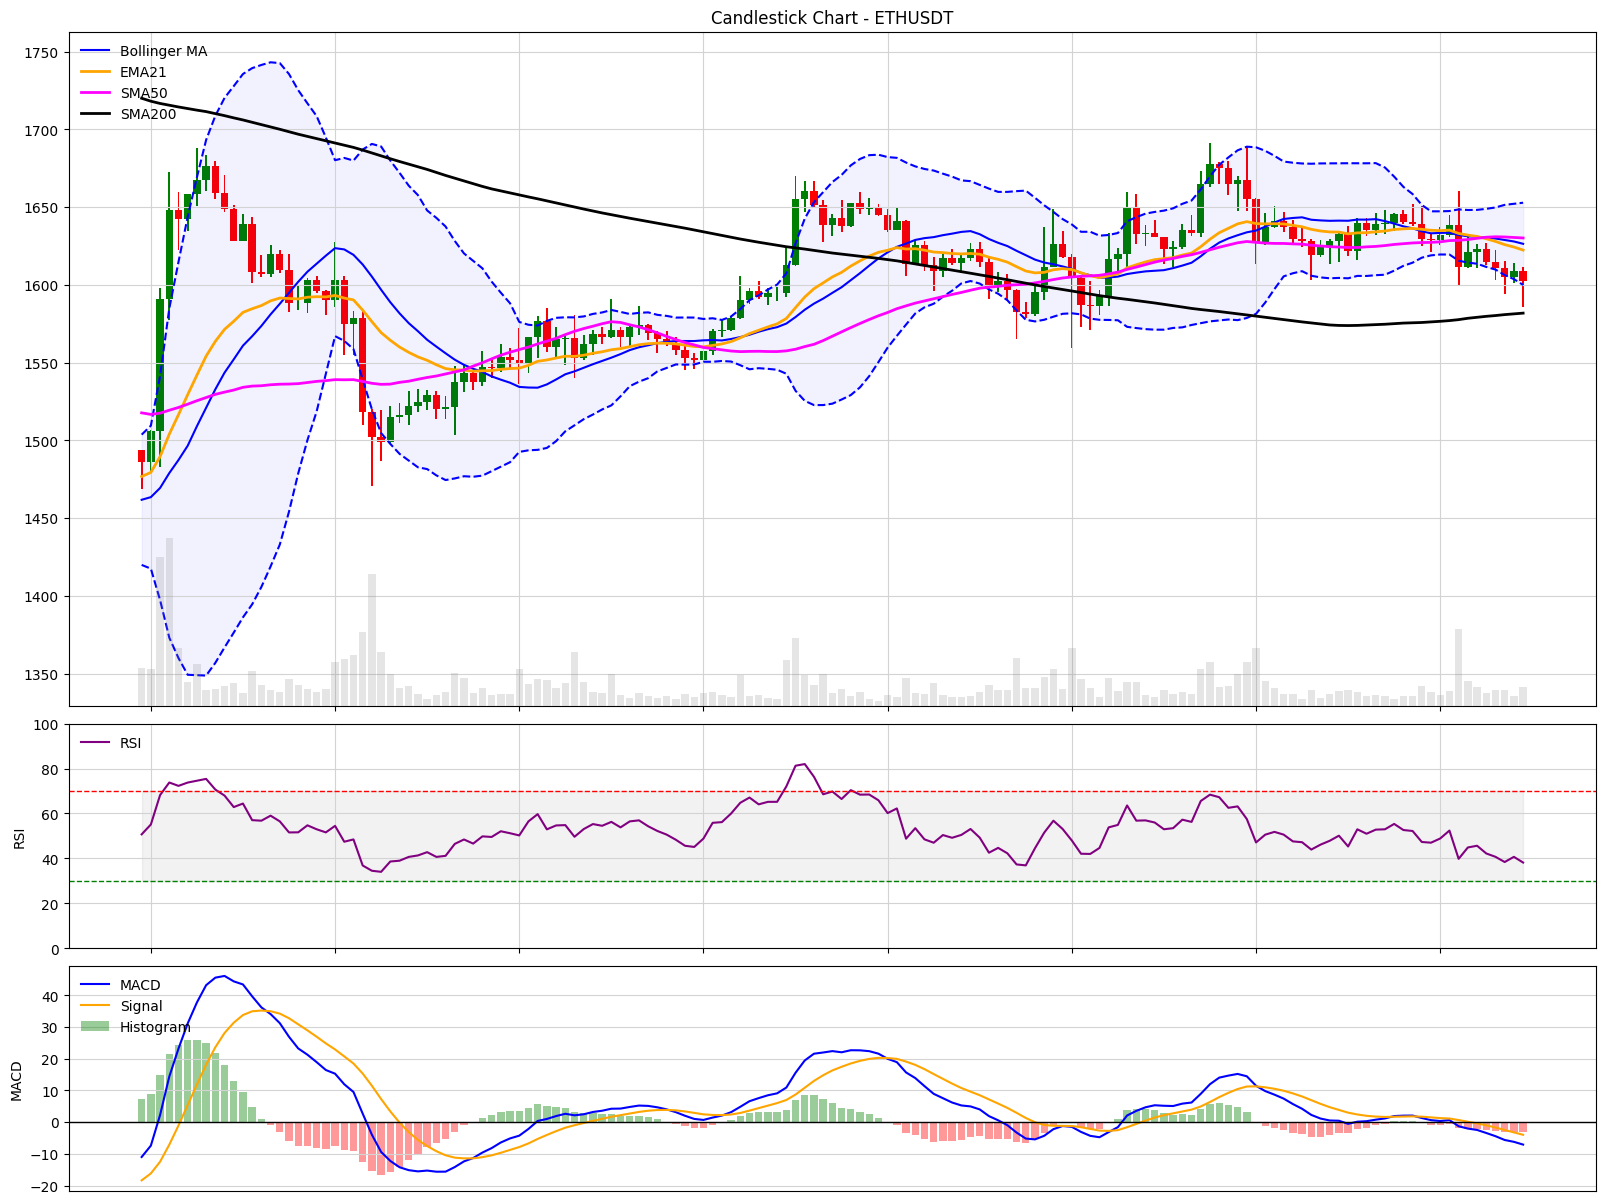 Candlestick Chart - ETHUSDT
Bollinger MA
EMA21
SMA50
SMA200
1750
1700
1650
1600
1550
1500
1450
1400
1350
RSI
100
80
60
40
20
0
RSI
MACD
Signal
Histogram
40
30
20
10
0
−10
−20
MACD